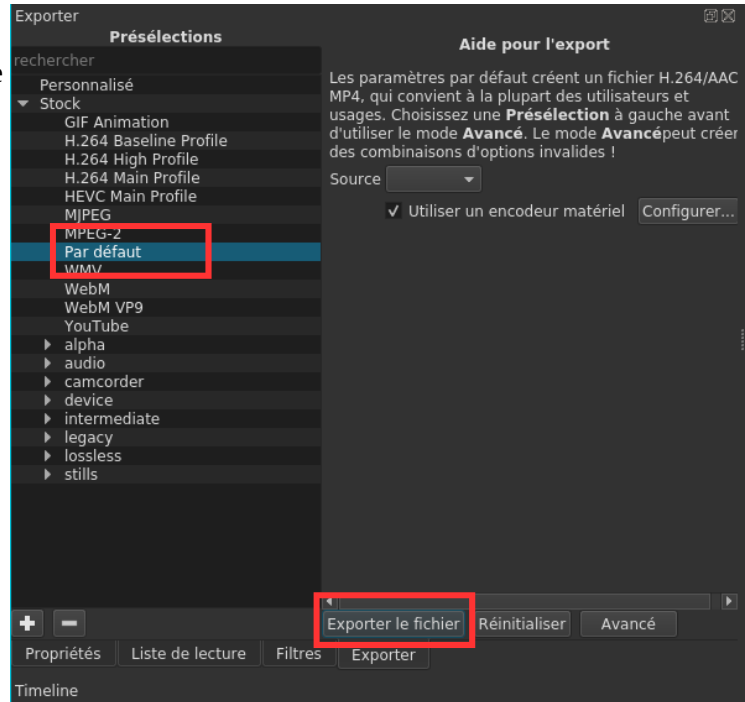 Exporter
Présélections
rechercher
Personnalisé
Stock
GIF Animation
H.264 Baseline Profile
H.264 High Profile
H.264 Main Profile
HEVC Main Profile
MJPEG
MPEG-2
Par défaut
WMV
WebM
WebM VP9
YouTube
alpha
audio
camcorder
device
intermediate
legacy
lossless
stills
Aide pour l'export
Les paramètres par défaut créent un fichier H.264/AAC
MP4, qui convient à la plupart des utilisateurs et
usages. Choisissez une Présélection à gauche avant
d'utiliser le mode Avancé. Le mode Avancépeut créer
des combinaisons d'options invalides !
Source
Utiliser un encodeur matériel Configurer...
Exporter le fichier Réinitialiser Avancé
Propriétés Liste de lecture Filtres Exporter
Timeline